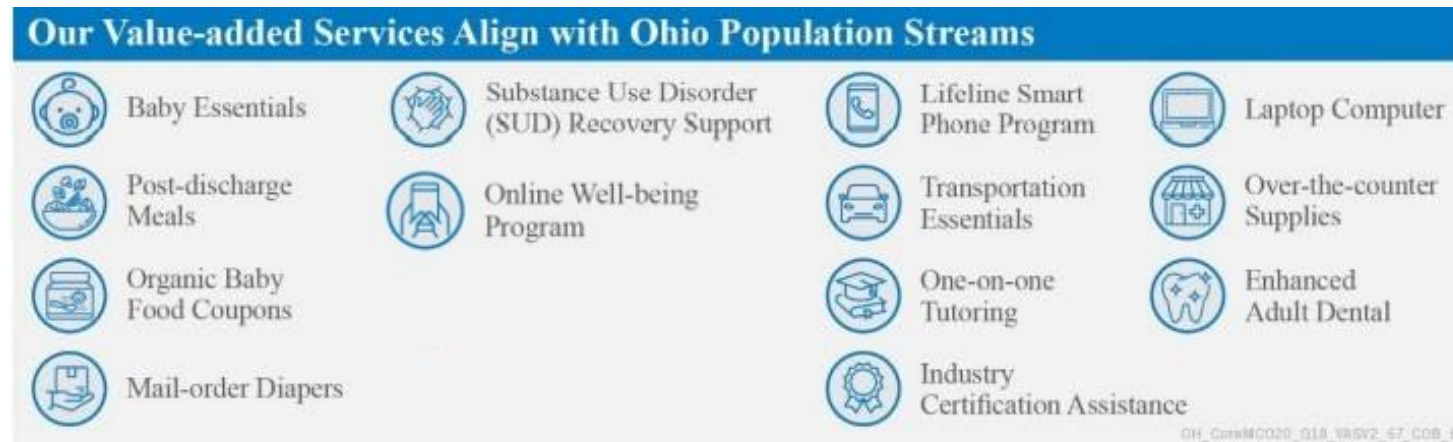 Our Value-added Services Align with Ohio Population Streams
Baby Essentials
Post-discharge
Meals
Organic Baby
Food Coupons
Mail-order Diapers
Substance Use Disorder
(SUD) Recovery Support
Online Well-being
Program
Lifeline Smart
Phone Program
Transportation
Essentials
One-on-one
Tutoring
Industry
Certification Assistance
Laptop Computer
Over-the-counter
Supplies
Enhanced
Adult Dental